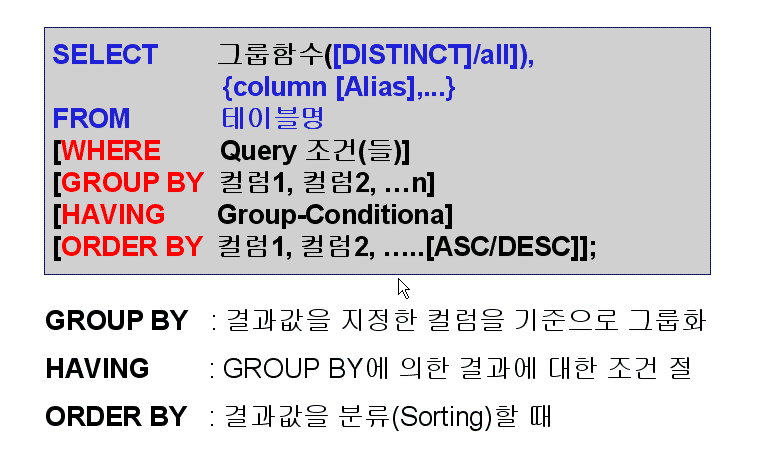 SELECT 그룹함수([DISTINCT]/all]),
{column [Alias],...}
FROM 테이블명
[WHERE Query 조건(들)]
[GROUP BY 컬럼1, 컬럼2, ...n]
[HAVING Group-Conditiona]
[ORDER BY 컬럼1, 컬럼2, .....[ASC/DESC]];
GROUP BY : 결과값을 지정한 컬럼을 기준으로 그룹화
HAVING : GROUP BY에 의한 결과에 대한 조건 절
ORDER BY : 결과값을 분류(Sorting)할 때